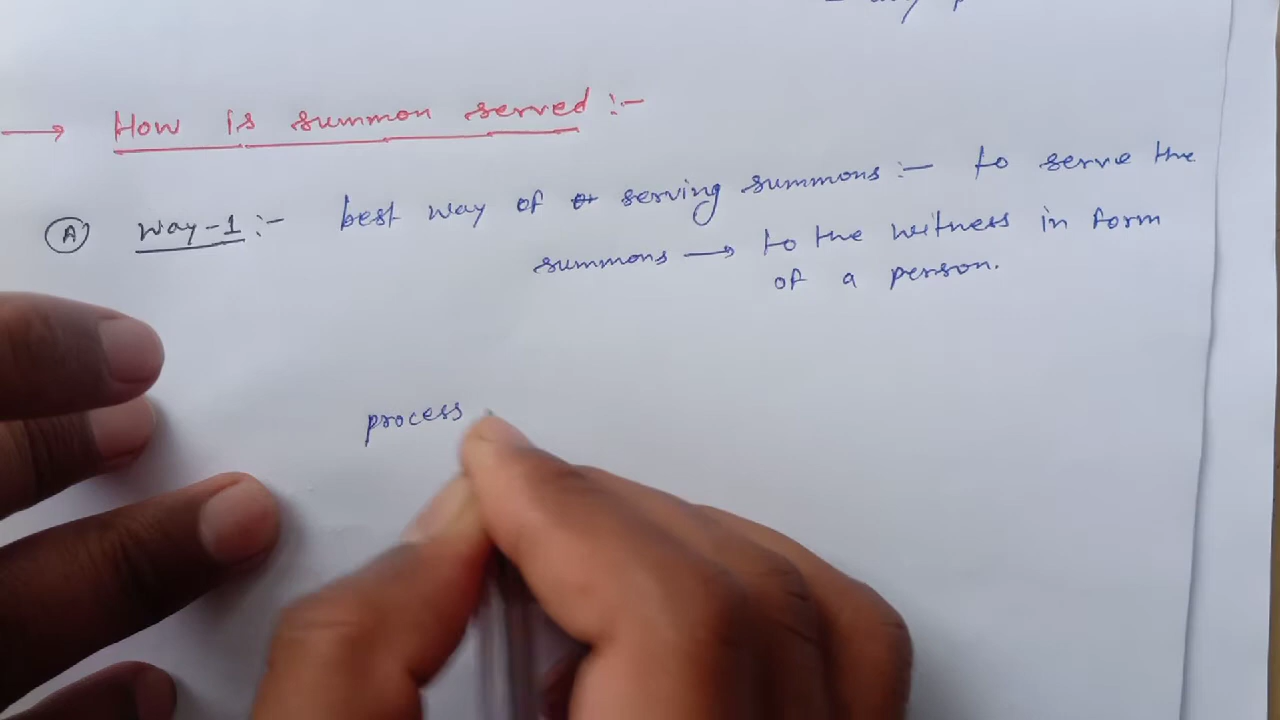 → How is summon served :-
(A) way-1 :- best way of serving summons :- to serve the
summons → to the witness in form
of a person.
process